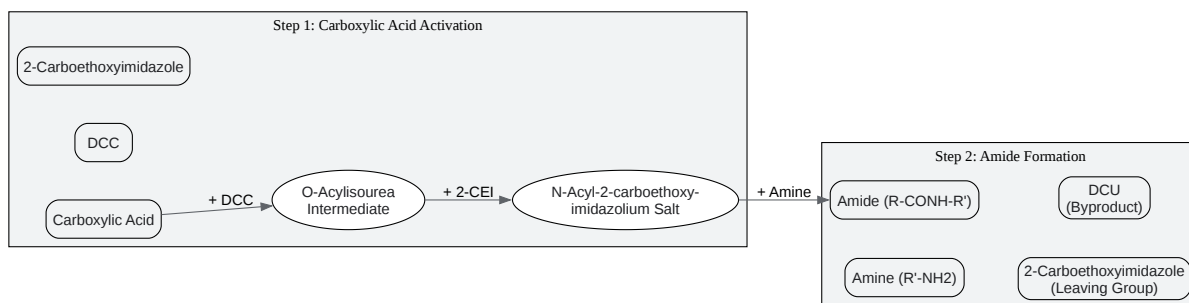 Step 1: Carboxylic Acid Activation
2-Carboethoxyimidazole
DCC
Carboxylic Acid
+ DCC
O-Acylisourea
Intermediate
+ 2-CEI
N-Acyl-2-carboethoxy-
imidazolium Salt
+ Amine
Step 2: Amide Formation
Amide (R-CONH-R')
DCU
(Byproduct)
Amine (R'-NH2)
2-Carboethoxyimidazole
(Leaving Group)